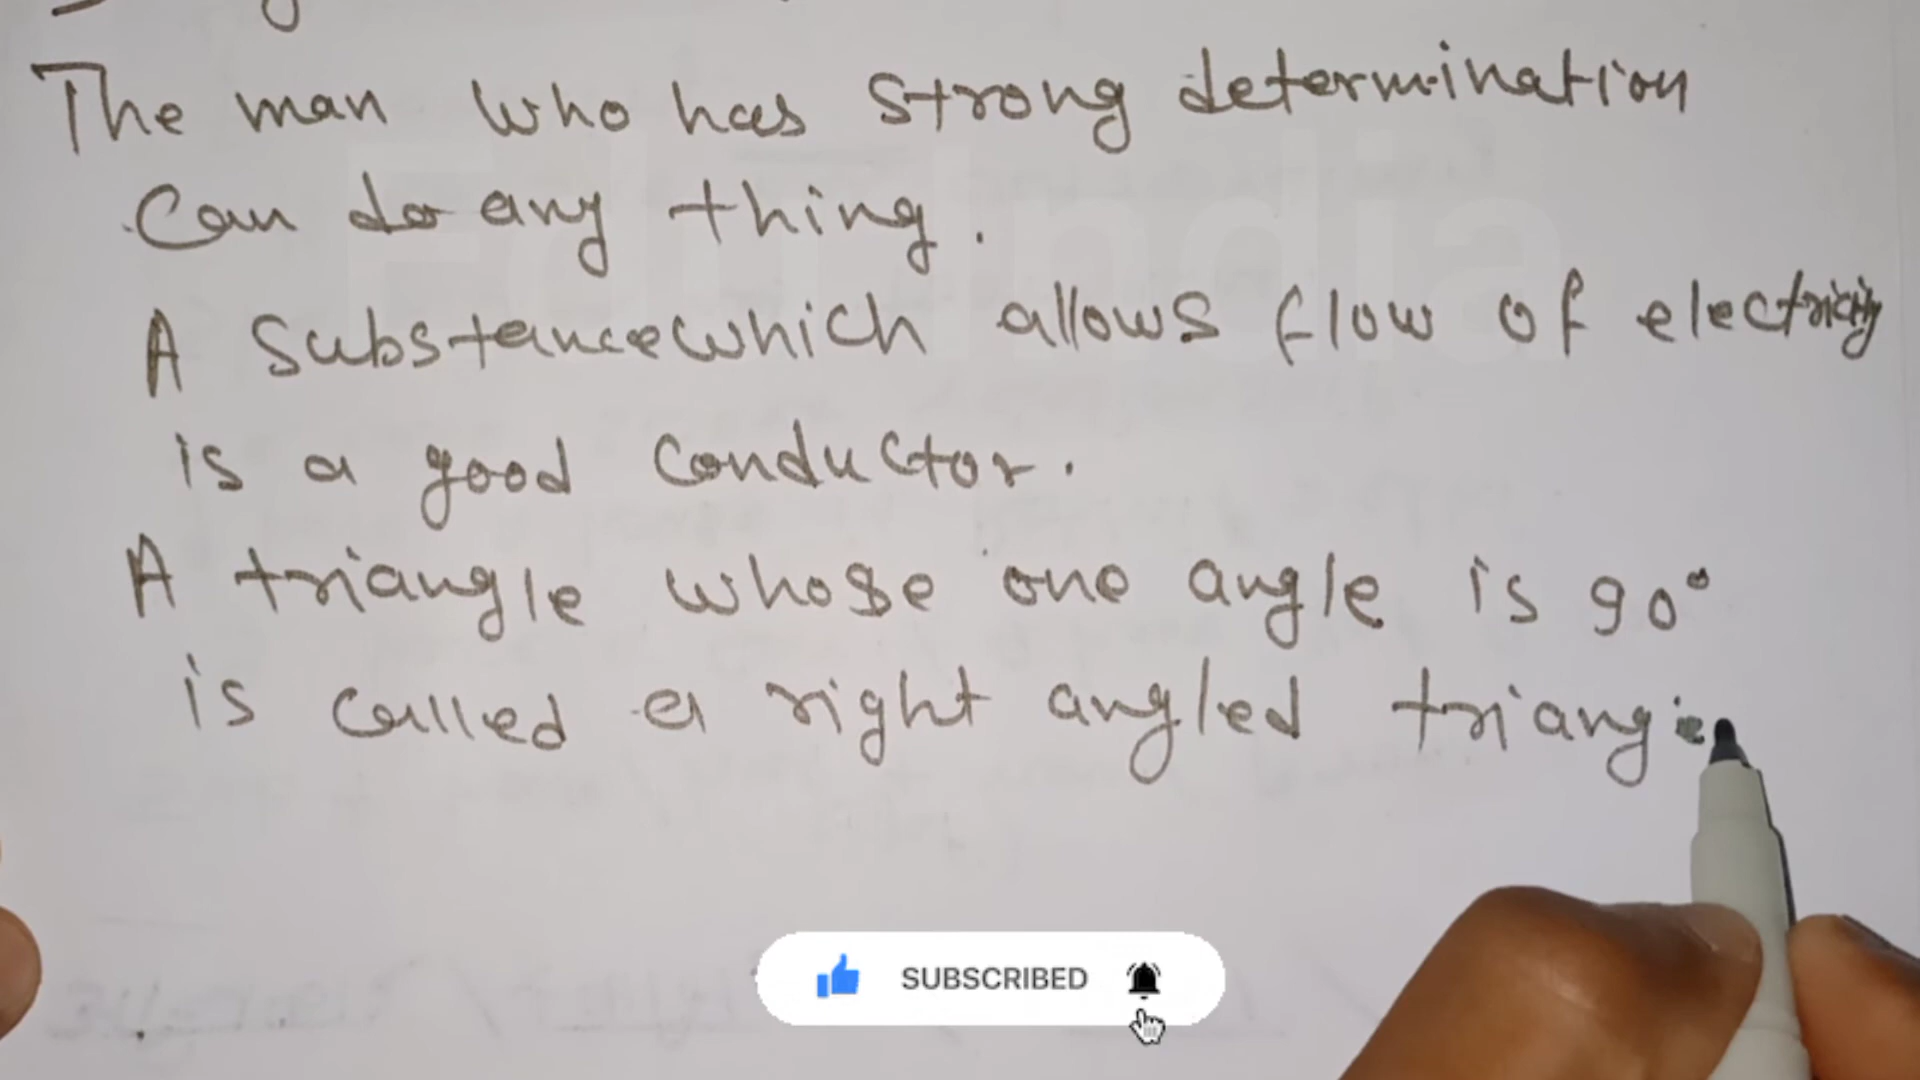 The man who has strong determination
can do any thing.
A substance which allows flow of electricity
is a good conductor.
A triangle whose one angle is 90°
is called a right angled triangle
SUBSCRIBED